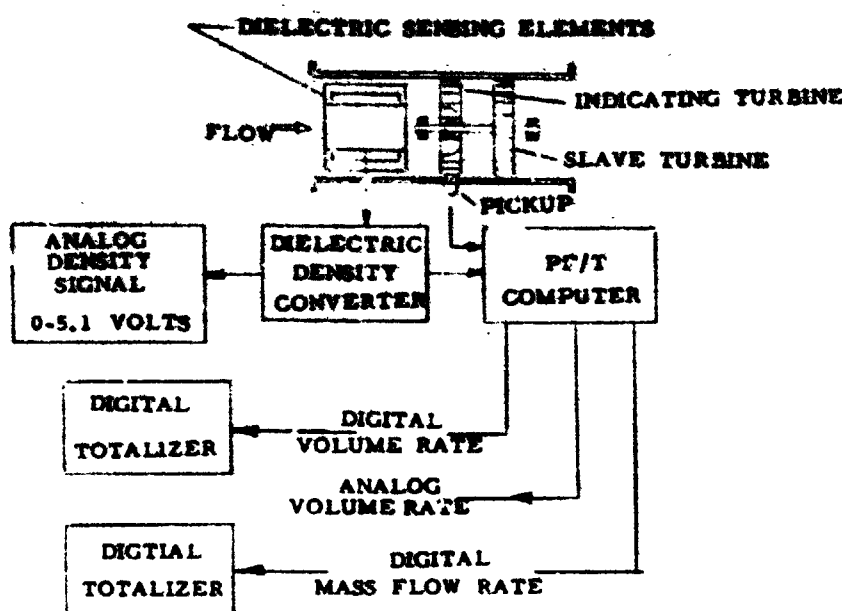 DIELECTRIC SENSING ELEMENTS
INDICATING TURBINE
FLOW
SLAVE TURBINE
PICKUP
ANALOG
DENSITY
SIGNAL
0-5.1 VOLTS
DIELECTRIC
DENSITY
CONVERTER
PF/T
COMPUTER
DIGITAL
TOTALIZER
DIGITAL
VOLUME RATE
ANALOG
VOLUME RATE
DIGTIAL
TOTALIZER
DIGITAL
MASS FLOW RATE